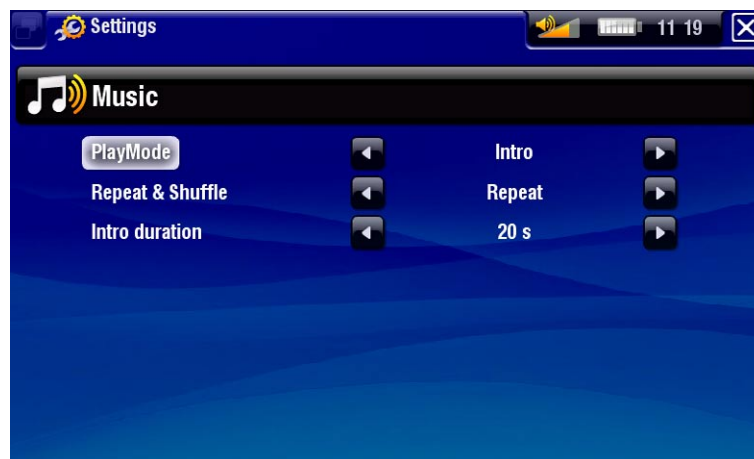 Settings 11 19
Music
PlayMode Intro
Repeat & Shuffle Repeat
Intro duration 20 s